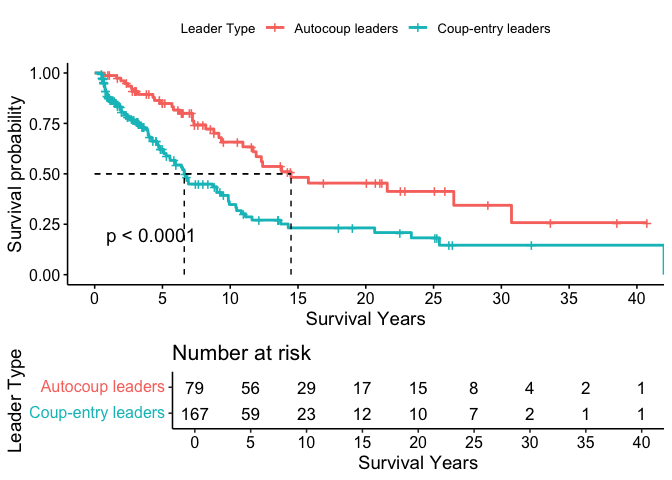 Leader Type Autocoup leaders Coup-entry leaders
Survival probability
1.00
0.75
0.50
0.25
0.00
p < 0.0001
0 5 10 15 20 25 30 35 40
Survival Years
Number at risk
Leader Type
Autocoup leaders 79 56 29 17 15 8 4 2 1
Coup-entry leaders 167 59 23 12 10 7 2 1 1
0 5 10 15 20 25 30 35 40
Survival Years